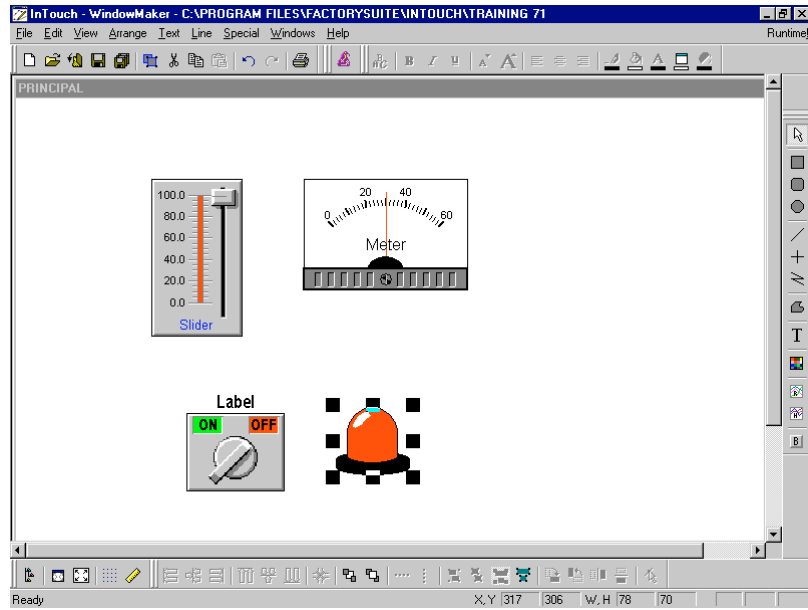 InTouch - WindowMaker - C:\PROGRAM FILES\FACTORYSUITE\INTOUCH\TRAINING 71
File Edit View Arrange Text Line Special Windows Help Runtime!
B I U A A A
PRINCIPAL
100.0
80.0
60.0
40.0
20.0
0.0
Slider
0 20 40 60
Meter
Label
ON OFF
T
B
Ready X, Y 317 306 W, H 78 70